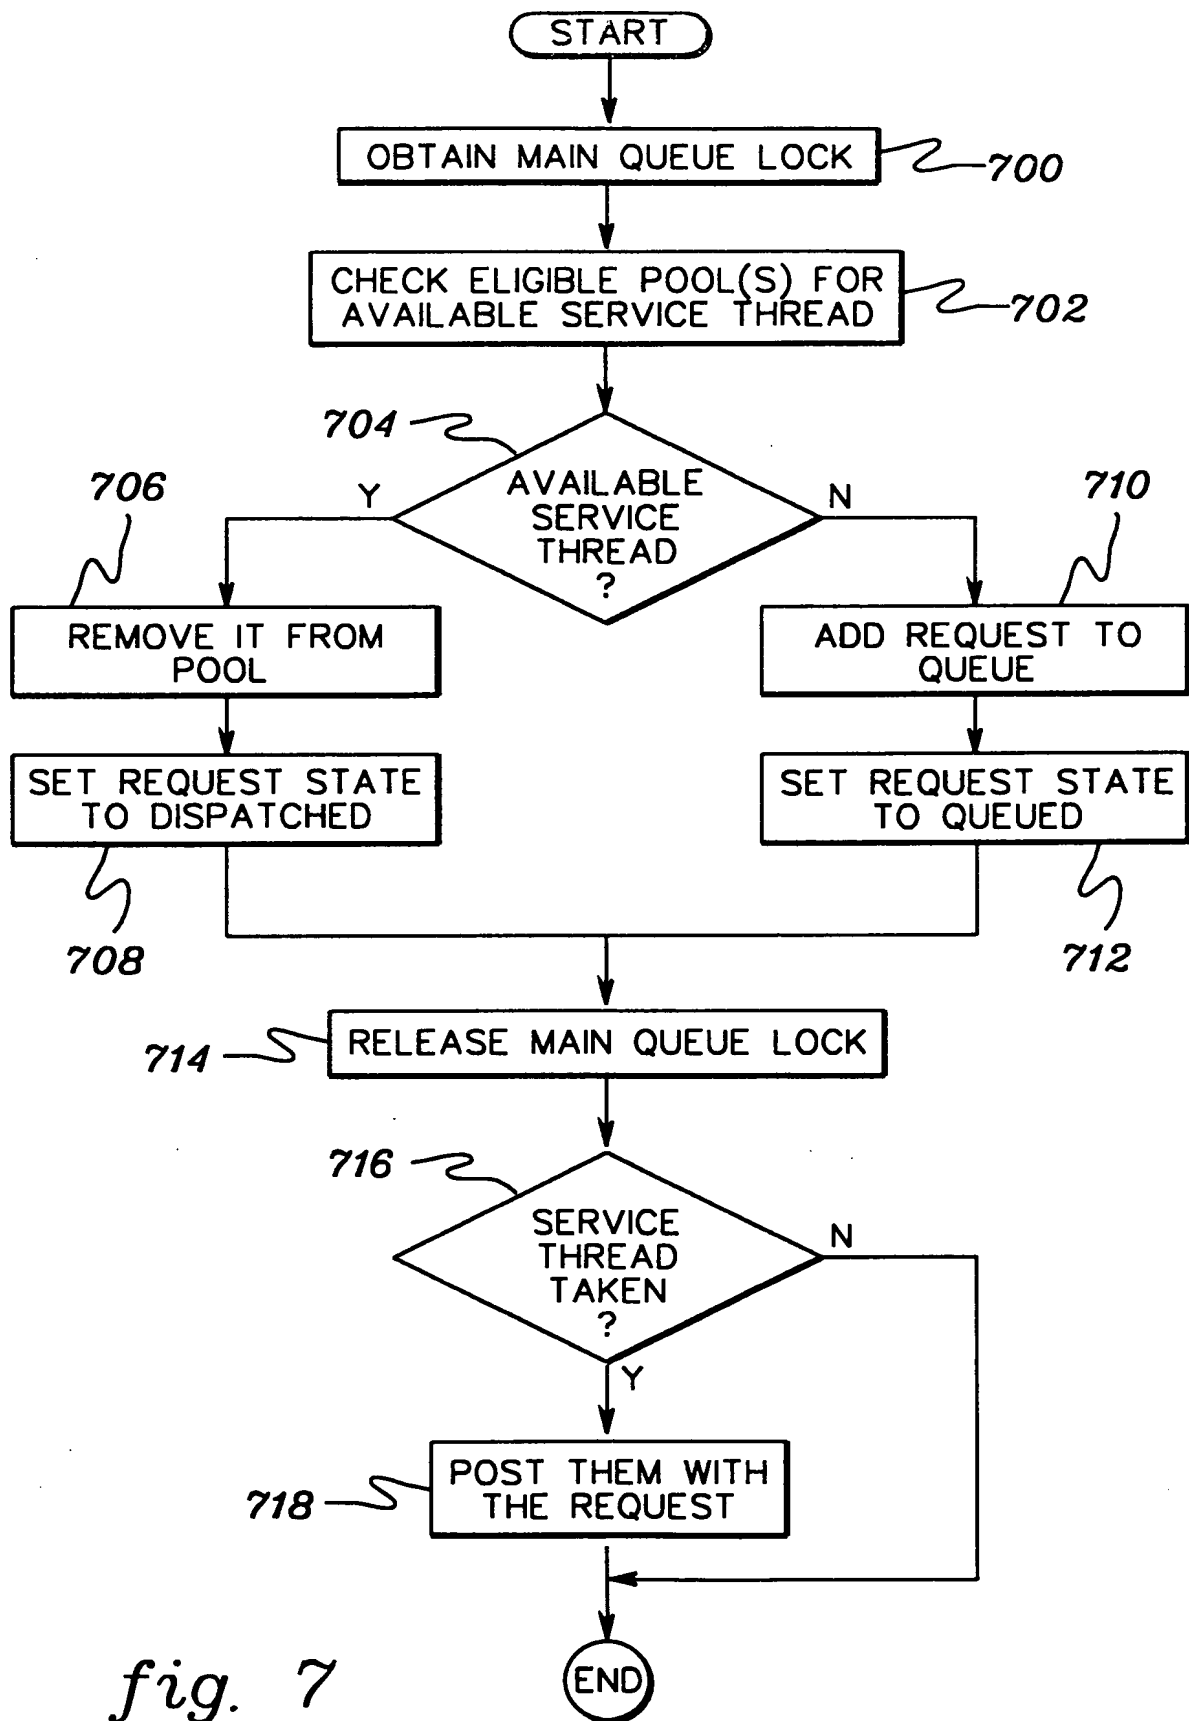 START
OBTAIN MAIN QUEUE LOCK
700
CHECK ELIGIBLE POOL(S) FOR
AVAILABLE SERVICE THREAD
702
704
AVAILABLE
SERVICE
THREAD
?
Y
N
706
REMOVE IT FROM
POOL
710
ADD REQUEST TO
QUEUE
SET REQUEST STATE
TO DISPATCHED
708
SET REQUEST STATE
TO QUEUED
712
RELEASE MAIN QUEUE LOCK
714
716
SERVICE
THREAD
TAKEN
?
N
Y
POST THEM WITH
THE REQUEST
718
END
fig. 7